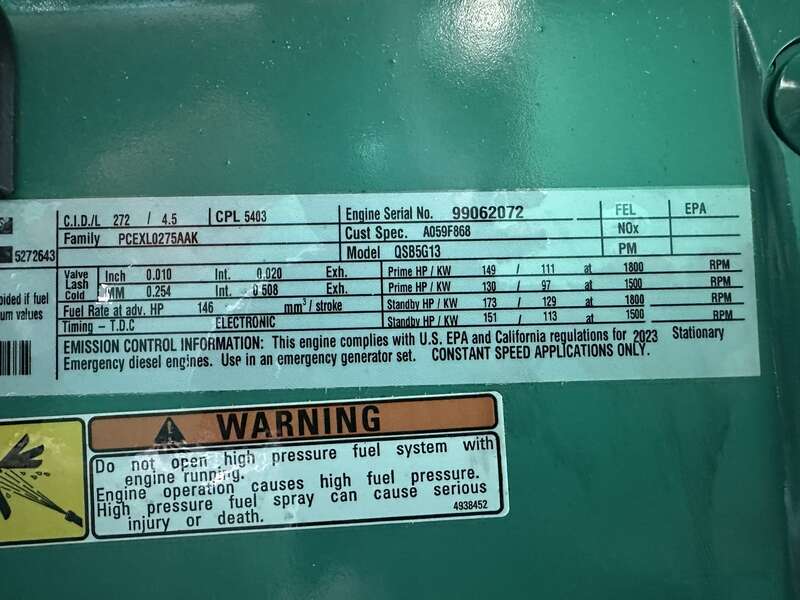 C.I.D./L 272 / 4.5 CPL 5403 Engine Serial No. 99062072 FEL EPA
Family PCEXL0275AAK Cust Spec. A059F868 NOx
5272643 Model QSB5G13 PM
Valve Lash Cold Inch 0.010 Int. 0.020 Exh. Prime HP / KW 149 / 111 at 1800 RPM
MM 0.254 Int. 0.508 Exh. Prime HP / KW 130 / 97 at 1500 RPM
Fuel Rate at adv. HP 146 mm³ / stroke Standby HP / KW 173 / 129 at 1800 RPM
Timing - T.D.C ELECTRONIC Standby HP / KW 151 / 113 at 1500 RPM
if fuel
values
EMISSION CONTROL INFORMATION: This engine complies with U.S. EPA and California regulations for 2023 Stationary
Emergency diesel engines. Use in an emergency generator set. CONSTANT SPEED APPLICATIONS ONLY.
WARNING
Do not open high pressure fuel system with
engine running.
Engine operation causes high fuel pressure.
High pressure fuel spray can cause serious
injury or death.
4938452